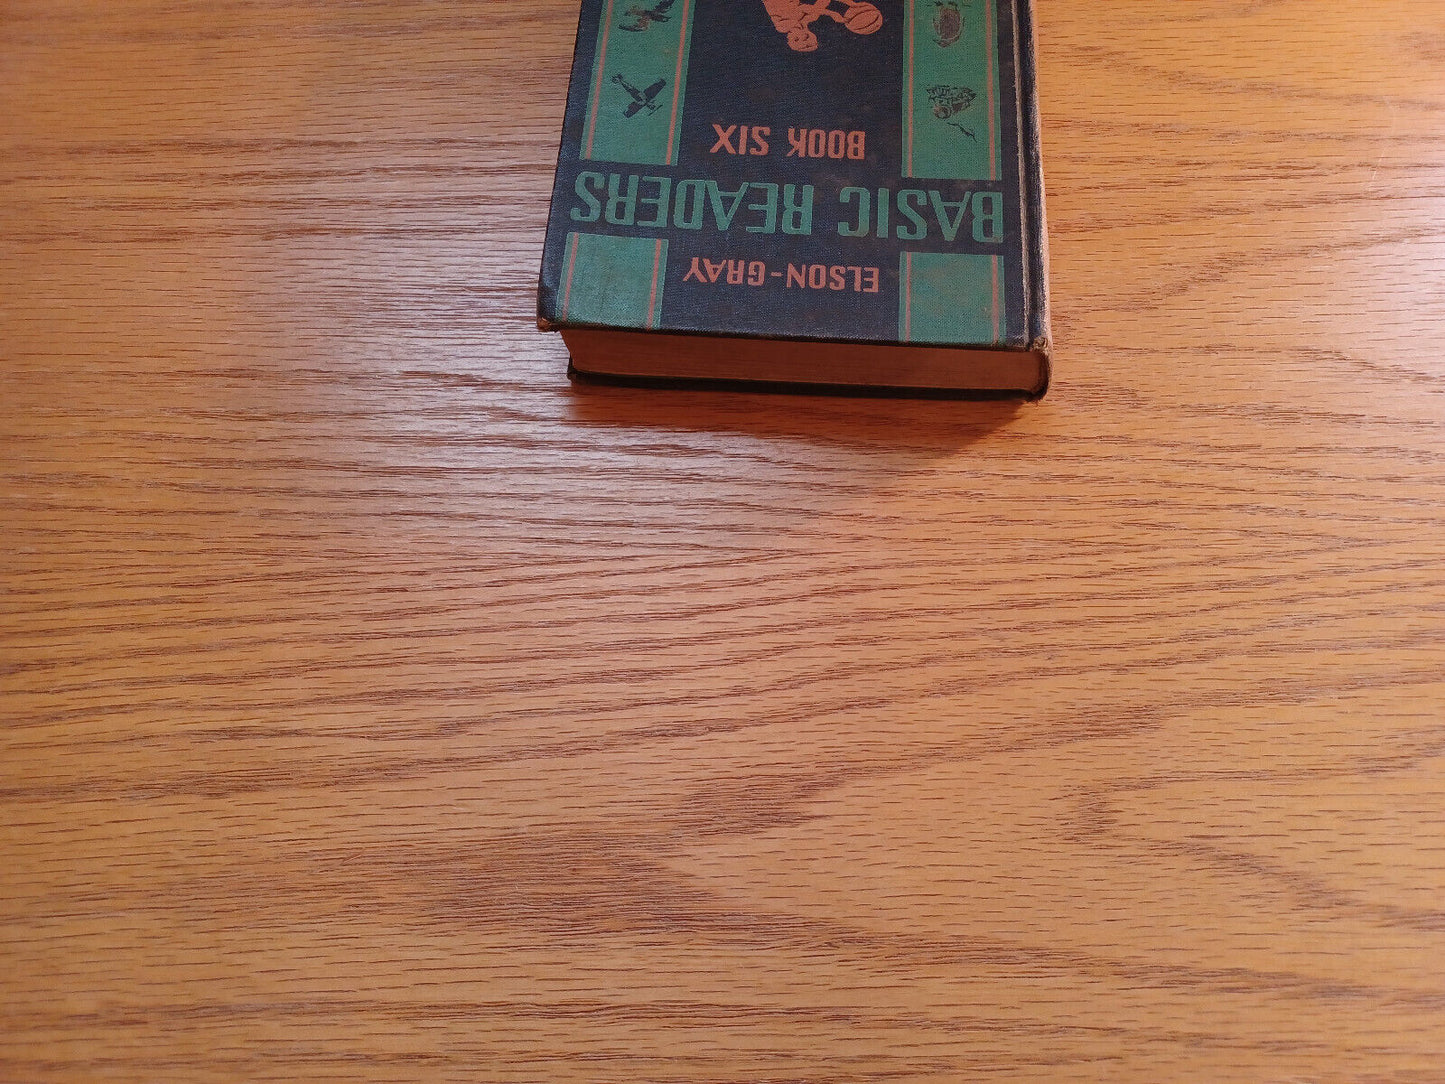 ELSON-GRAY
BASIC READERS
BOOK SIX